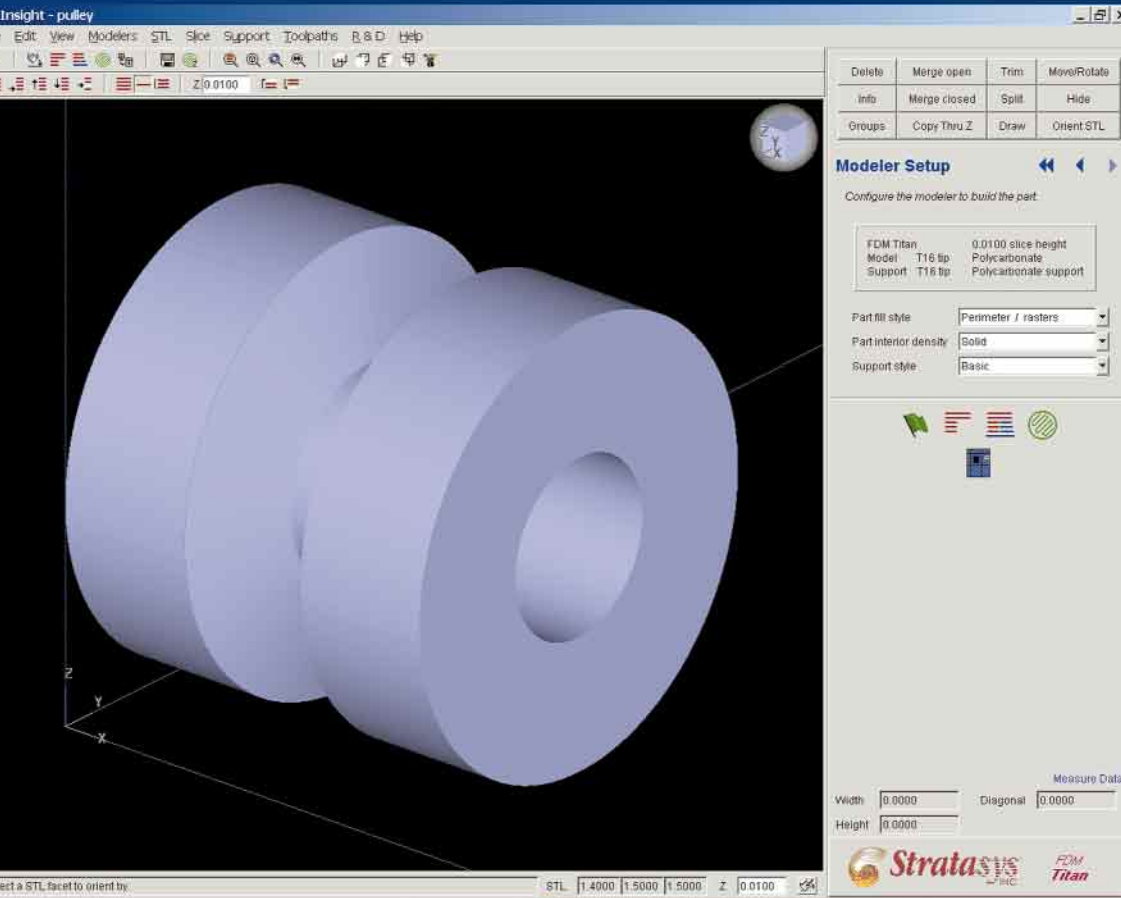 Insight - pulley
Edit View Modelers STL Slice Support Toolpaths R & D Help
Z 0.0100
Delete Merge open Trim Move/Rotate
Info Merge closed Split Hide
Groups Copy Thru Z Draw Orient STL
Modeler Setup
Configure the modeler to build the part.
FDM Titan 0.0100 slice height
Model T16 tip Polycarbonate
Support T16 tip Polycarbonate support
Part fill style Perimeter / rasters
Part interior density Solid
Support style Basic
Z
Y
X
Z
Y
X
Measure Data
Width 0.0000 Diagonal 0.0000
Height 0.0000
Stratasys INC
FDM
Titan
ect a STL facet to orient by.
STL 1.4000 1.5000 1.5000 Z 0.0100